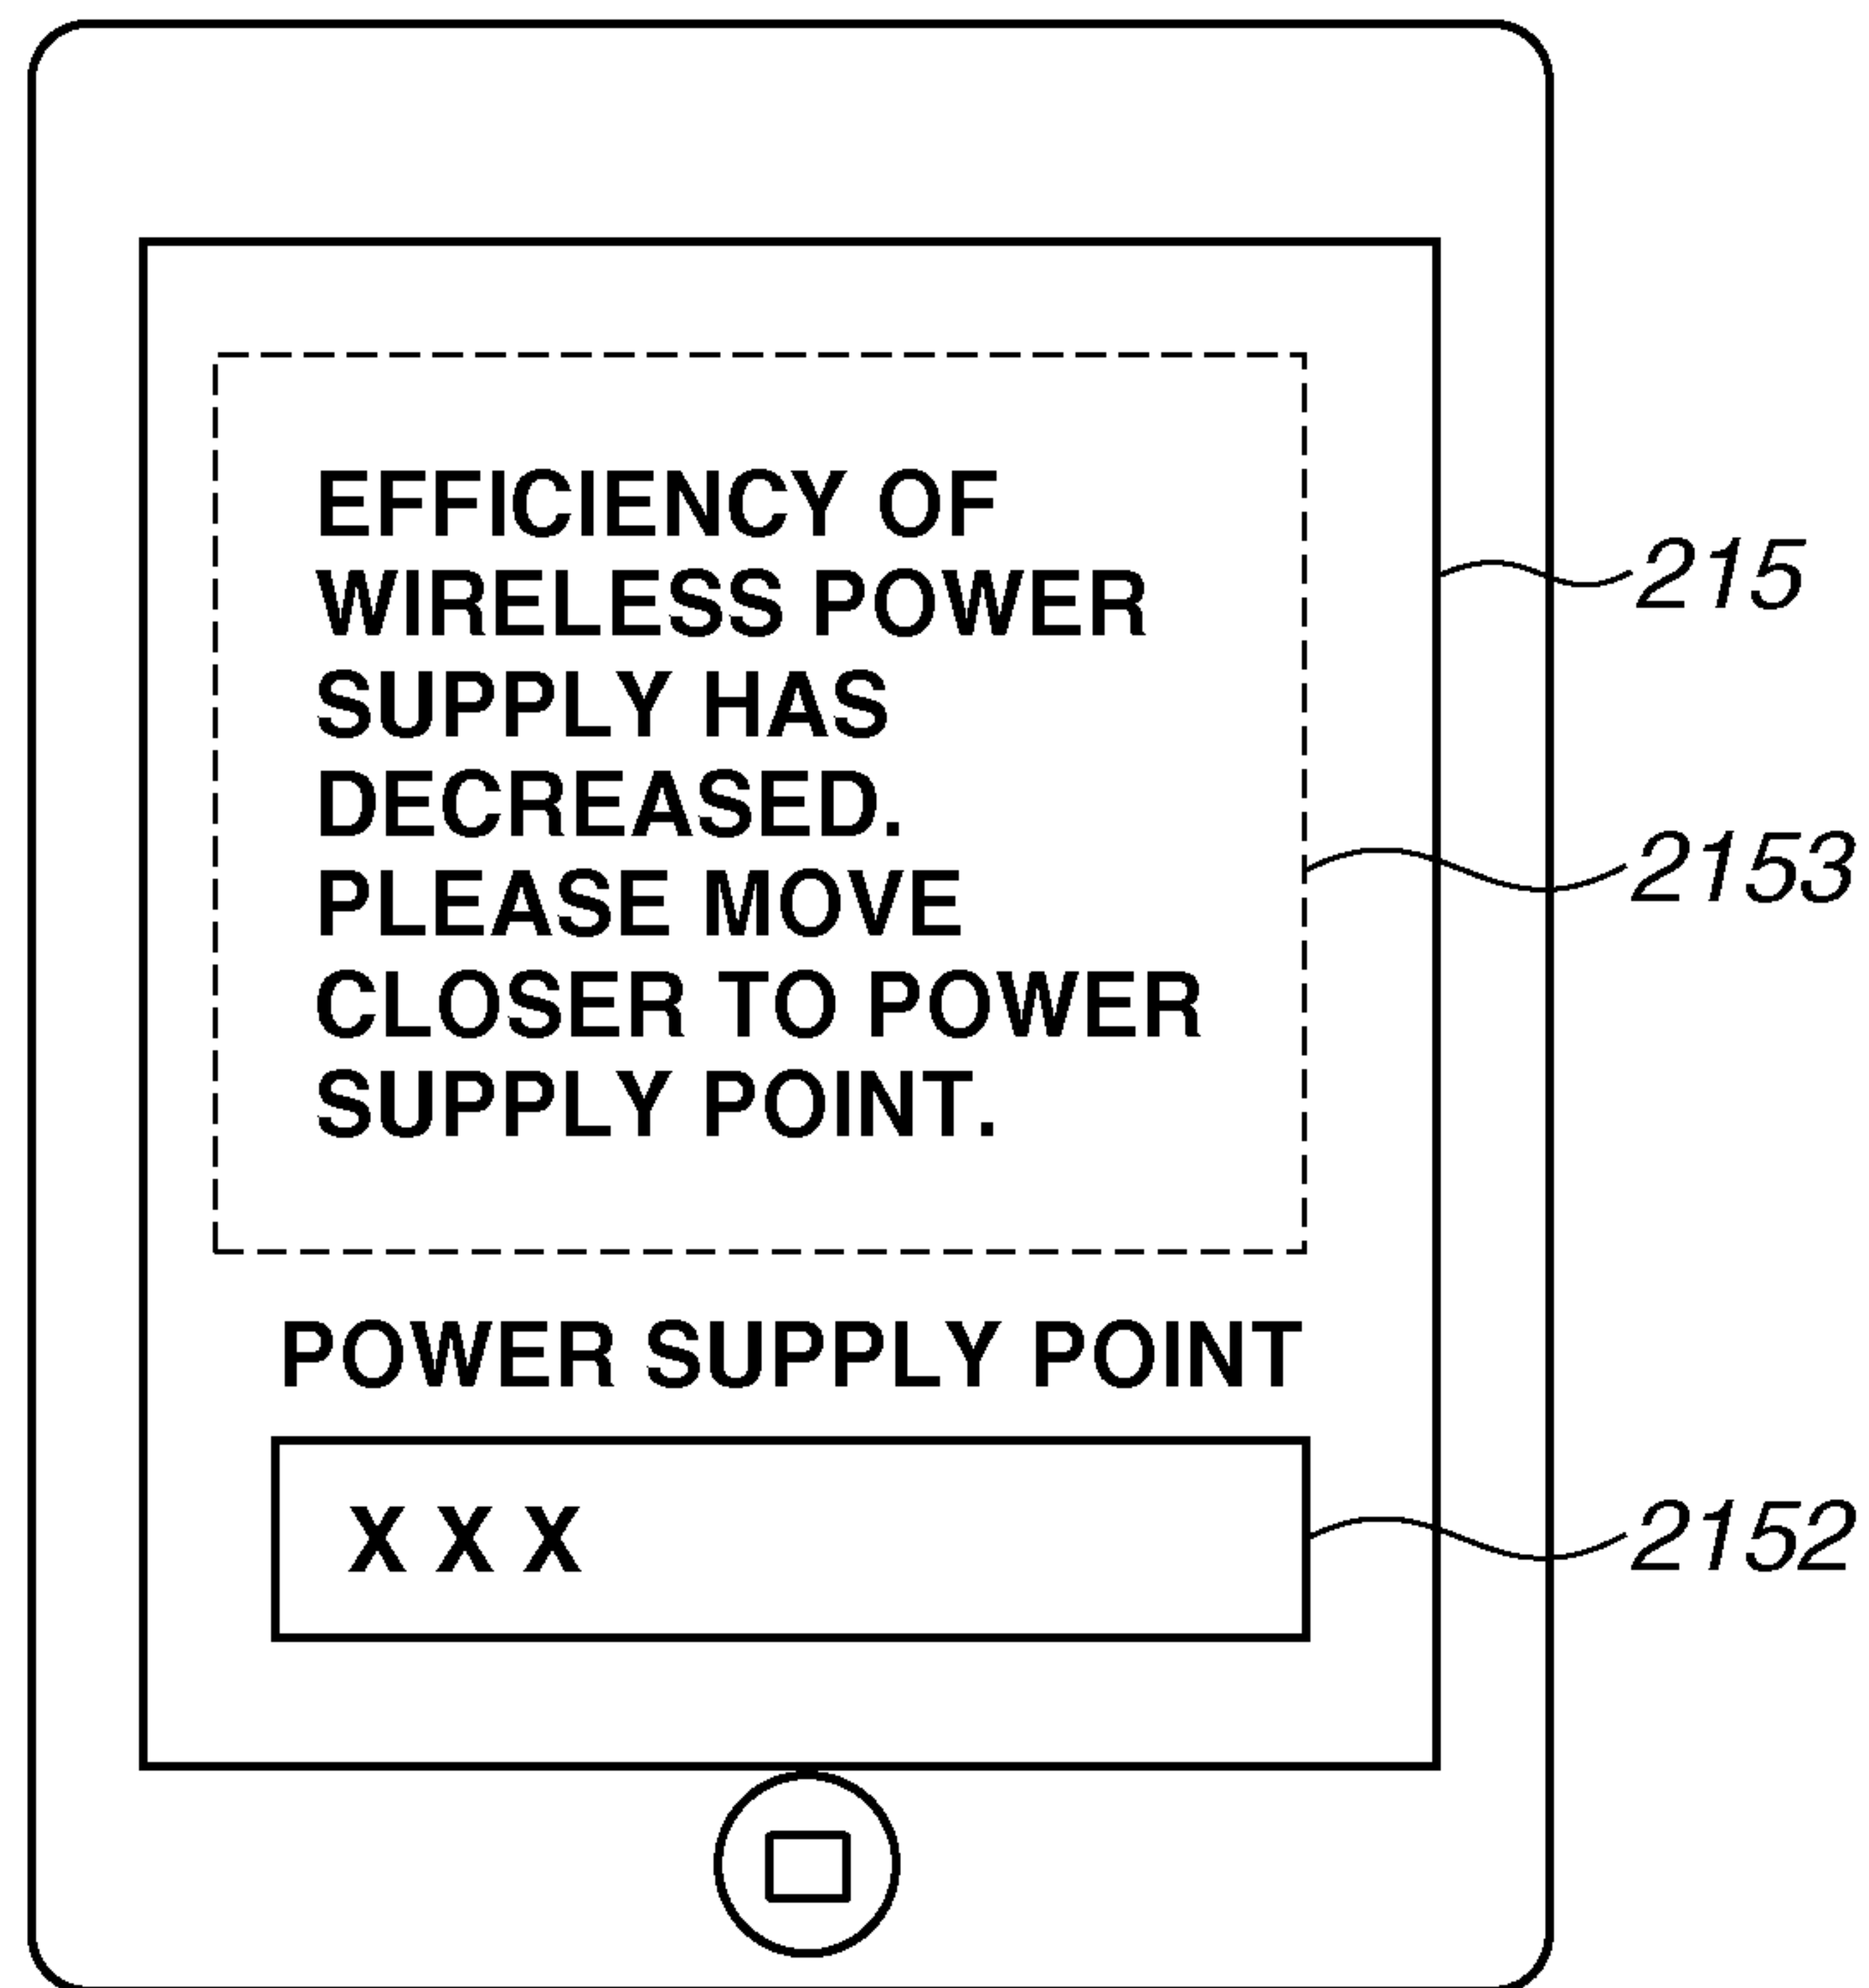 EFFICIENCY OF
WIRELESS POWER
SUPPLY HAS
DECREASED.
PLEASE MOVE
CLOSER TO POWER
SUPPLY POINT.
POWER SUPPLY POINT
X X X
215
2153
2152